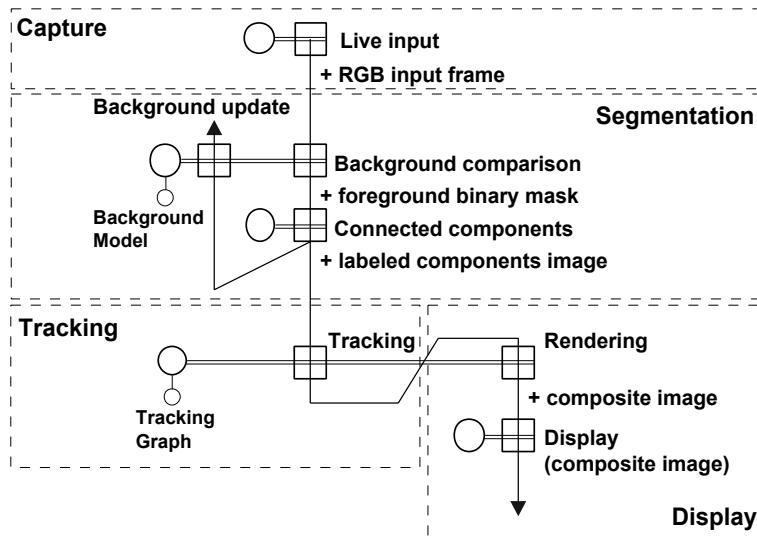 Capture
Live input
+ RGB input frame
Background update
Segmentation
Background comparison
+ foreground binary mask
Background
Model
Connected components
+ labeled components image
Tracking
Tracking
Rendering
+ composite image
Tracking
Graph
Display
(composite image)
Display